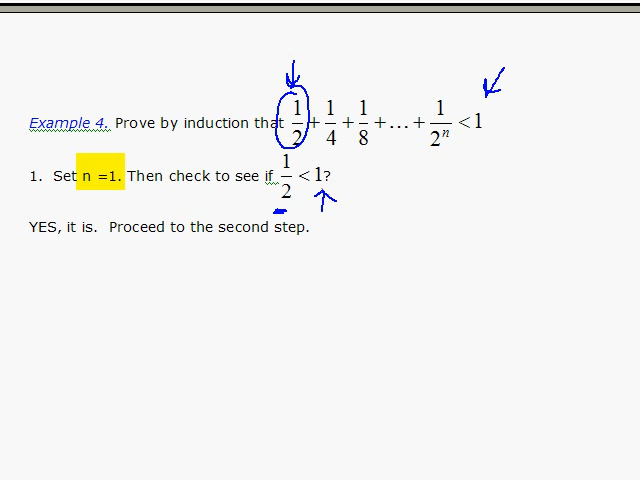 Example 4. Prove by induction that 1/2 + 1/4 + 1/8 + ... + 1/2^n < 1
1. Set n =1. Then check to see if 1/2 < 1?
YES, it is. Proceed to the second step.